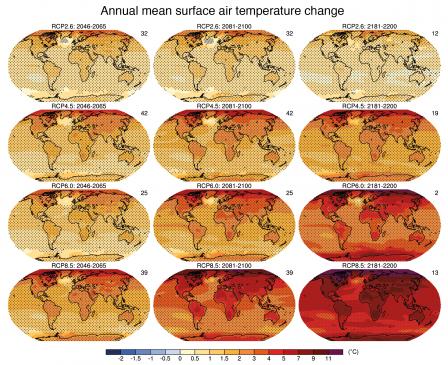 Annual mean surface air temperature change
RCP2.6: 2046-2065 32 RCP2.6: 2081-2100 32 RCP2.6: 2181-2200 12
RCP4.5: 2046-2065 42 RCP4.5: 2081-2100 42 RCP4.5: 2181-2200 19
RCP6.0: 2046-2065 25 RCP6.0: 2081-2100 25 RCP6.0: 2181-2200 2
RCP8.5: 2046-2065 39 RCP8.5: 2081-2100 39 RCP8.5: 2181-2200 13
(°C)
-2 -1.5 -1 -0.5 0 0.5 1 1.5 2 3 4 5 7 9 11